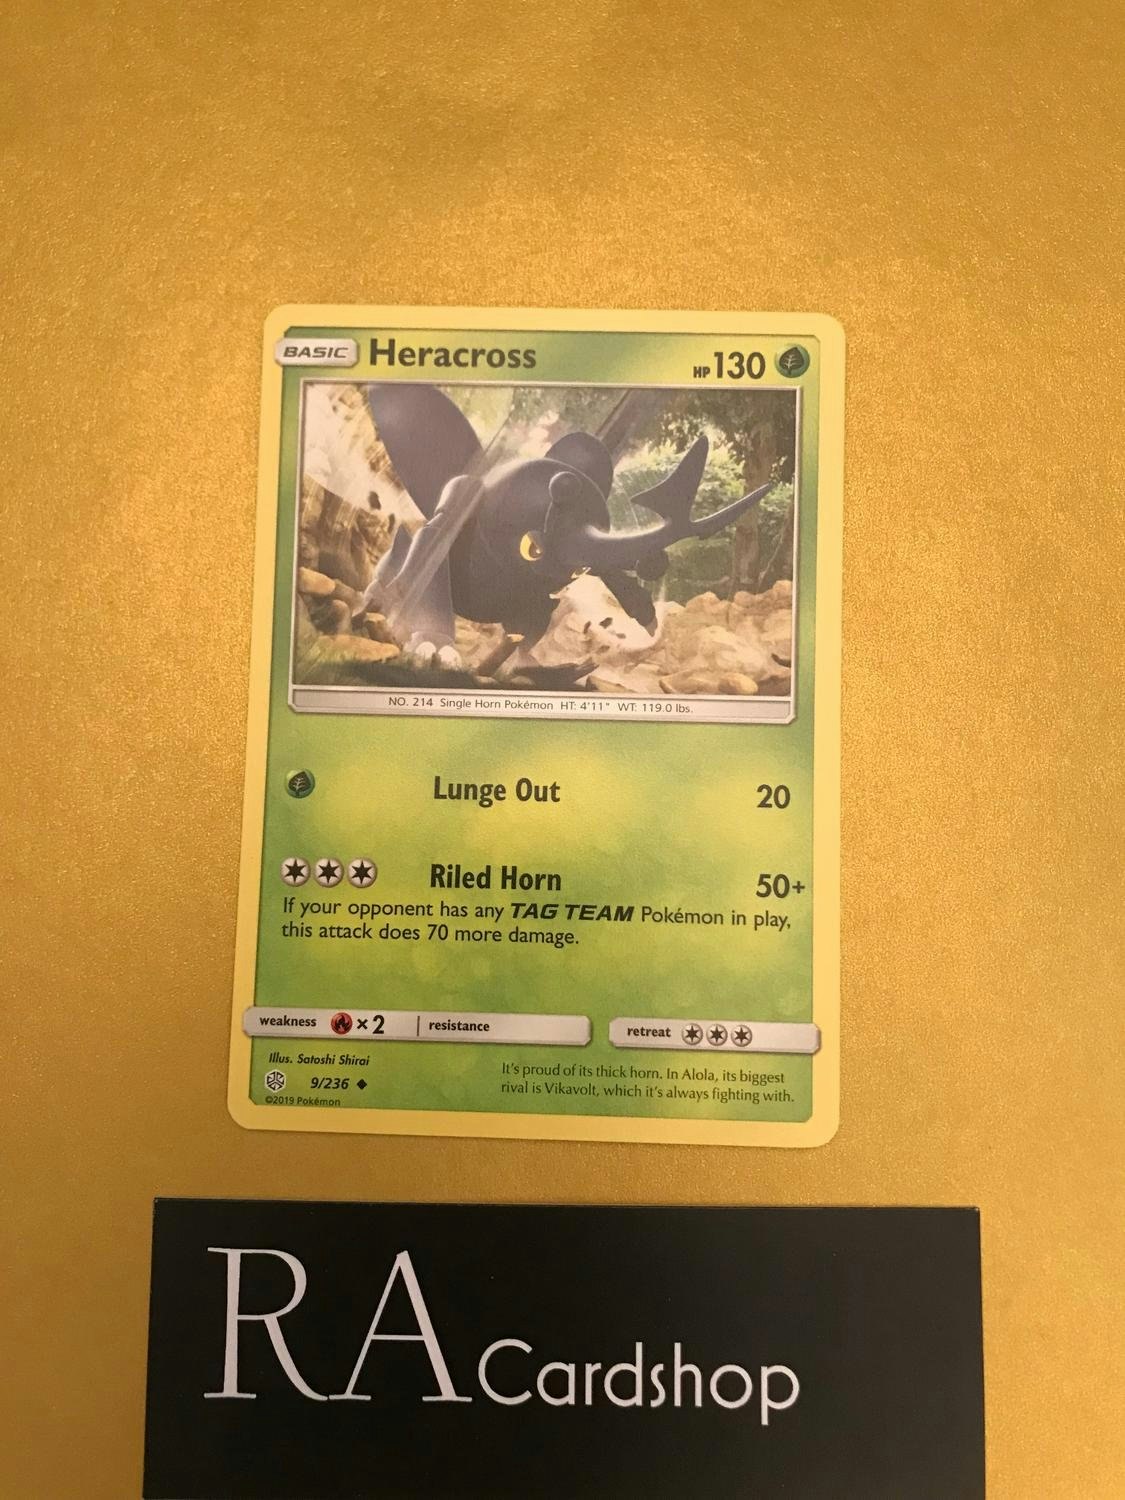 BASIC Heracross HP 130
NO. 214 Single Horn Pokémon HT: 4'11" WT: 119.0 lbs.
Lunge Out 20
Riled Horn 50+
If your opponent has any TAG TEAM Pokémon in play,
this attack does 70 more damage.
weakness ×2 resistance retreat
Illus. Satoshi Shirai
9/236
©2019 Pokémon
It's proud of its thick horn. In Alola, its biggest
rival is Vikavolt, which it's always fighting with.
RA Cardshop